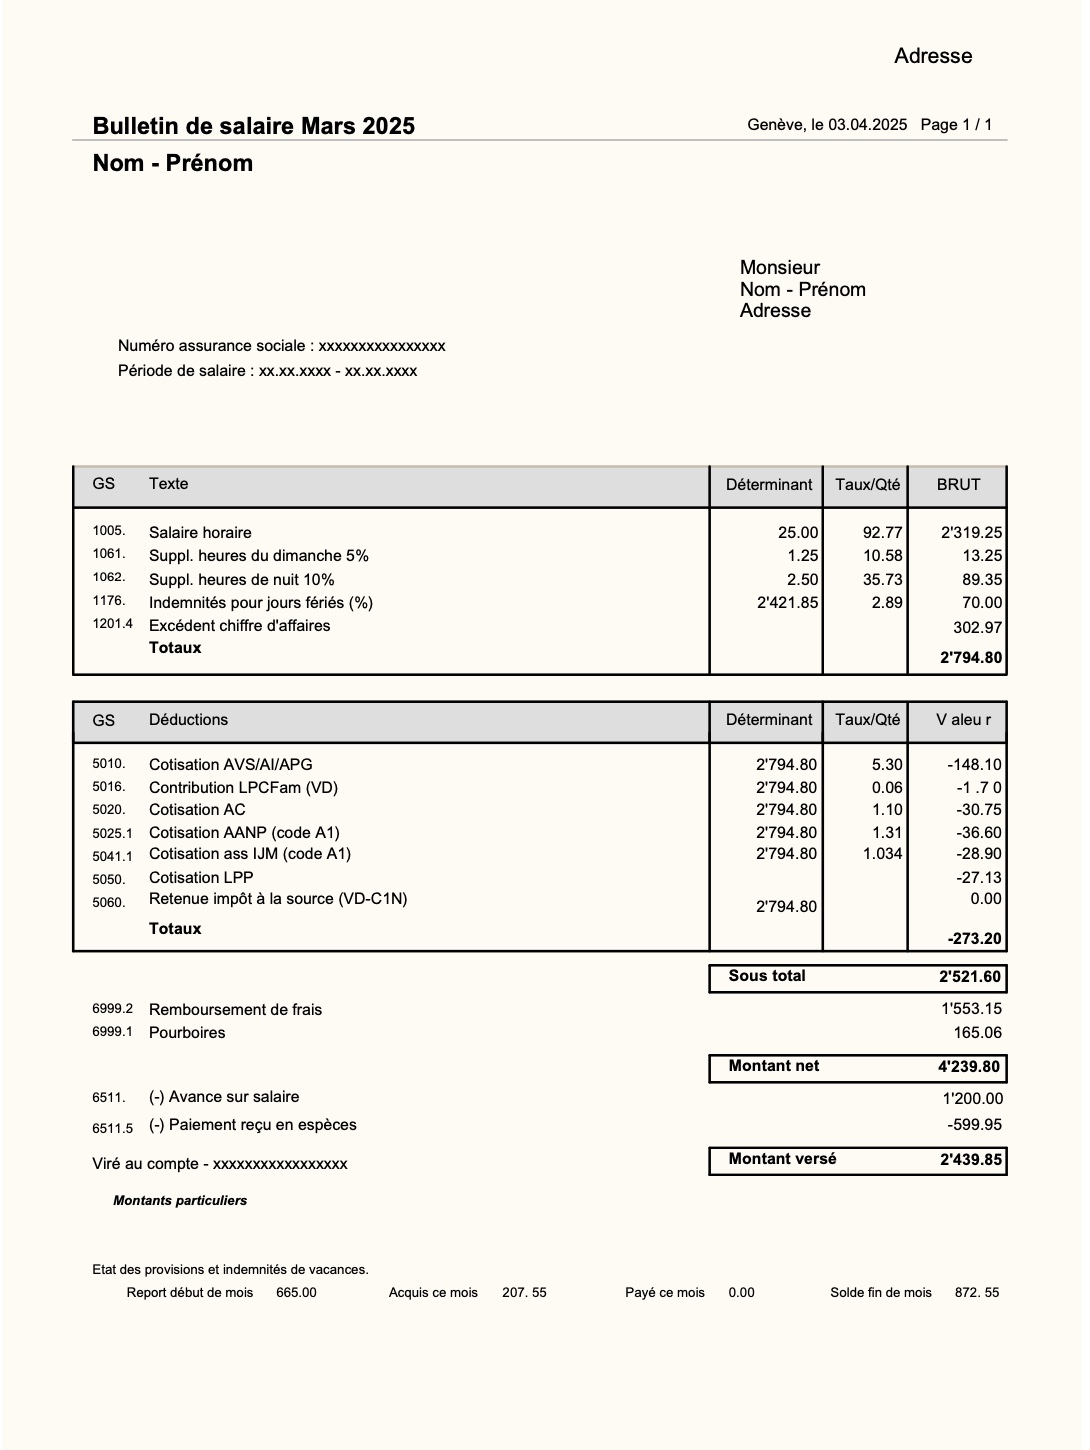 Adresse
Bulletin de salaire Mars 2025 Genève, le 03.04.2025 Page 1 / 1
Nom - Prénom
Monsieur
Nom - Prénom
Adresse
Numéro assurance sociale : xxxxxxxxxxxxxxxx
Période de salaire : xx.xx.xxxx - xx.xx.xxxx
GS Texte Déterminant Taux/Qté BRUT
1005. Salaire horaire 25.00 92.77 2'319.25
1061. Suppl. heures du dimanche 5% 1.25 10.58 13.25
1062. Suppl. heures de nuit 10% 2.50 35.73 89.35
1176. Indemnités pour jours fériés (%) 2'421.85 2.89 70.00
1201.4 Excédent chiffre d'affaires 302.97
Totaux 2'794.80
GS Déductions Déterminant Taux/Qté V aleu r
5010. Cotisation AVS/AI/APG 2'794.80 5.30 -148.10
5016. Contribution LPCFam (VD) 2'794.80 0.06 -1 .7 0
5020. Cotisation AC 2'794.80 1.10 -30.75
5025.1 Cotisation AANP (code A1) 2'794.80 1.31 -36.60
5041.1 Cotisation ass IJM (code A1) 2'794.80 1.034 -28.90
5050. Cotisation LPP -27.13
5060. Retenue impôt à la source (VD-C1N) 2'794.80 0.00
Totaux -273.20
Sous total 2'521.60
6999.2 Remboursement de frais 1'553.15
6999.1 Pourboires 165.06
Montant net 4'239.80
6511. (-) Avance sur salaire 1'200.00
6511.5 (-) Paiement reçu en espèces -599.95
Viré au compte - xxxxxxxxxxxxxxxxx Montant versé 2'439.85
Montants particuliers
Etat des provisions et indemnités de vacances.
Report début de mois 665.00 Acquis ce mois 207. 55 Payé ce mois 0.00 Solde fin de mois 872. 55